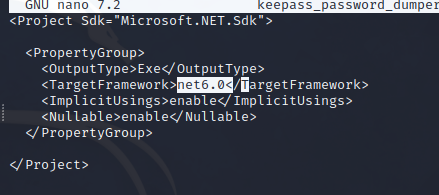 GNU nano 7.2 keepass_password_dumper
<Project Sdk="Microsoft.NET.Sdk">
<PropertyGroup>
<OutputType>Exe</OutputType>
<TargetFramework>net6.0</TargetFramework>
<ImplicitUsings>enable</ImplicitUsings>
<Nullable>enable</Nullable>
</PropertyGroup>
</Project>